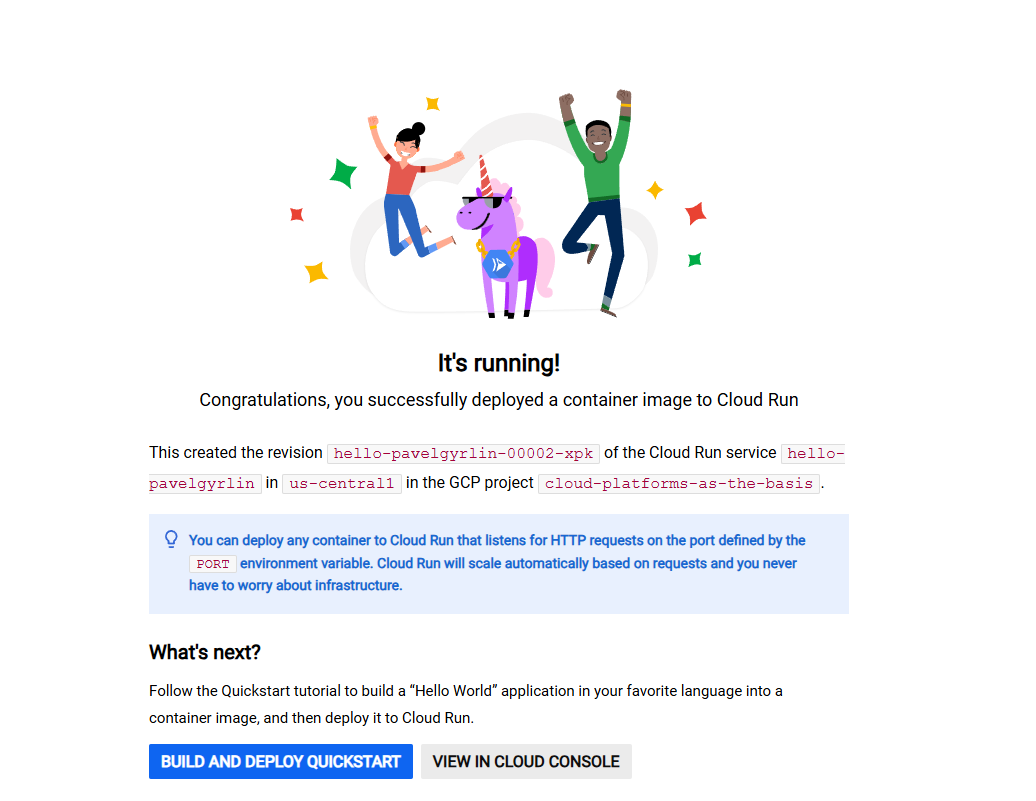 It's running!
Congratulations, you successfully deployed a container image to Cloud Run
This created the revision hello-pavelgyrlin-00002-xpk of the Cloud Run service hello-
pavelgyrlin in us-central1 in the GCP project cloud-platforms-as-the-basis.
You can deploy any container to Cloud Run that listens for HTTP requests on the port defined by the
PORT environment variable. Cloud Run will scale automatically based on requests and you never
have to worry about infrastructure.
What's next?
Follow the Quickstart tutorial to build a “Hello World” application in your favorite language into a
container image, and then deploy it to Cloud Run.
BUILD AND DEPLOY QUICKSTART VIEW IN CLOUD CONSOLE